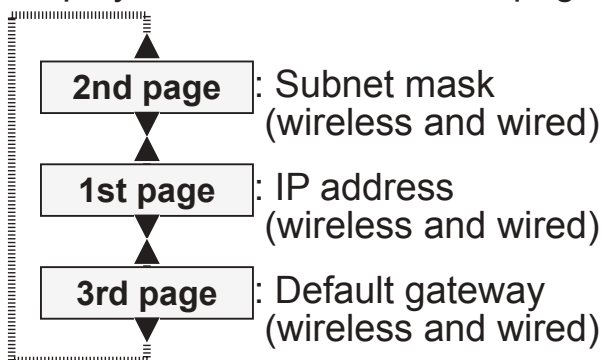 2nd page : Subnet mask
(wireless and wired)
1st page : IP address
(wireless and wired)
3rd page : Default gateway
(wireless and wired)